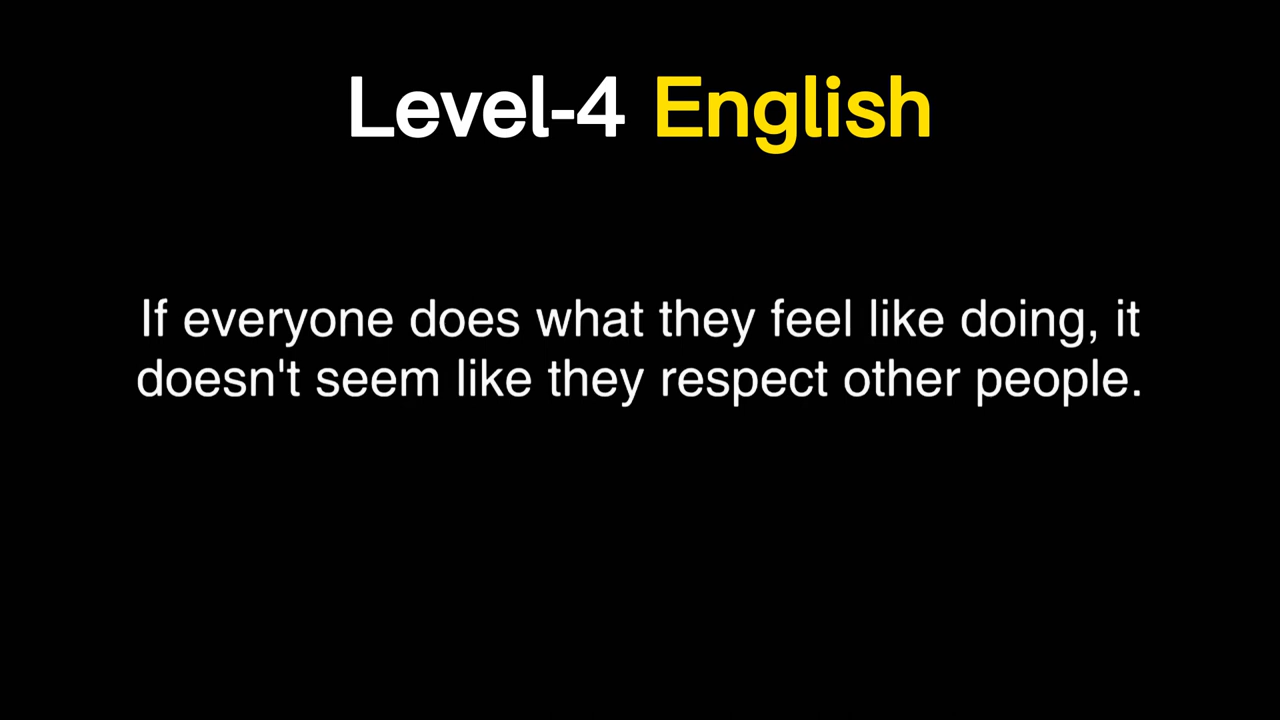 Level-4 English
If everyone does what they feel like doing, it
doesn't seem like they respect other people.